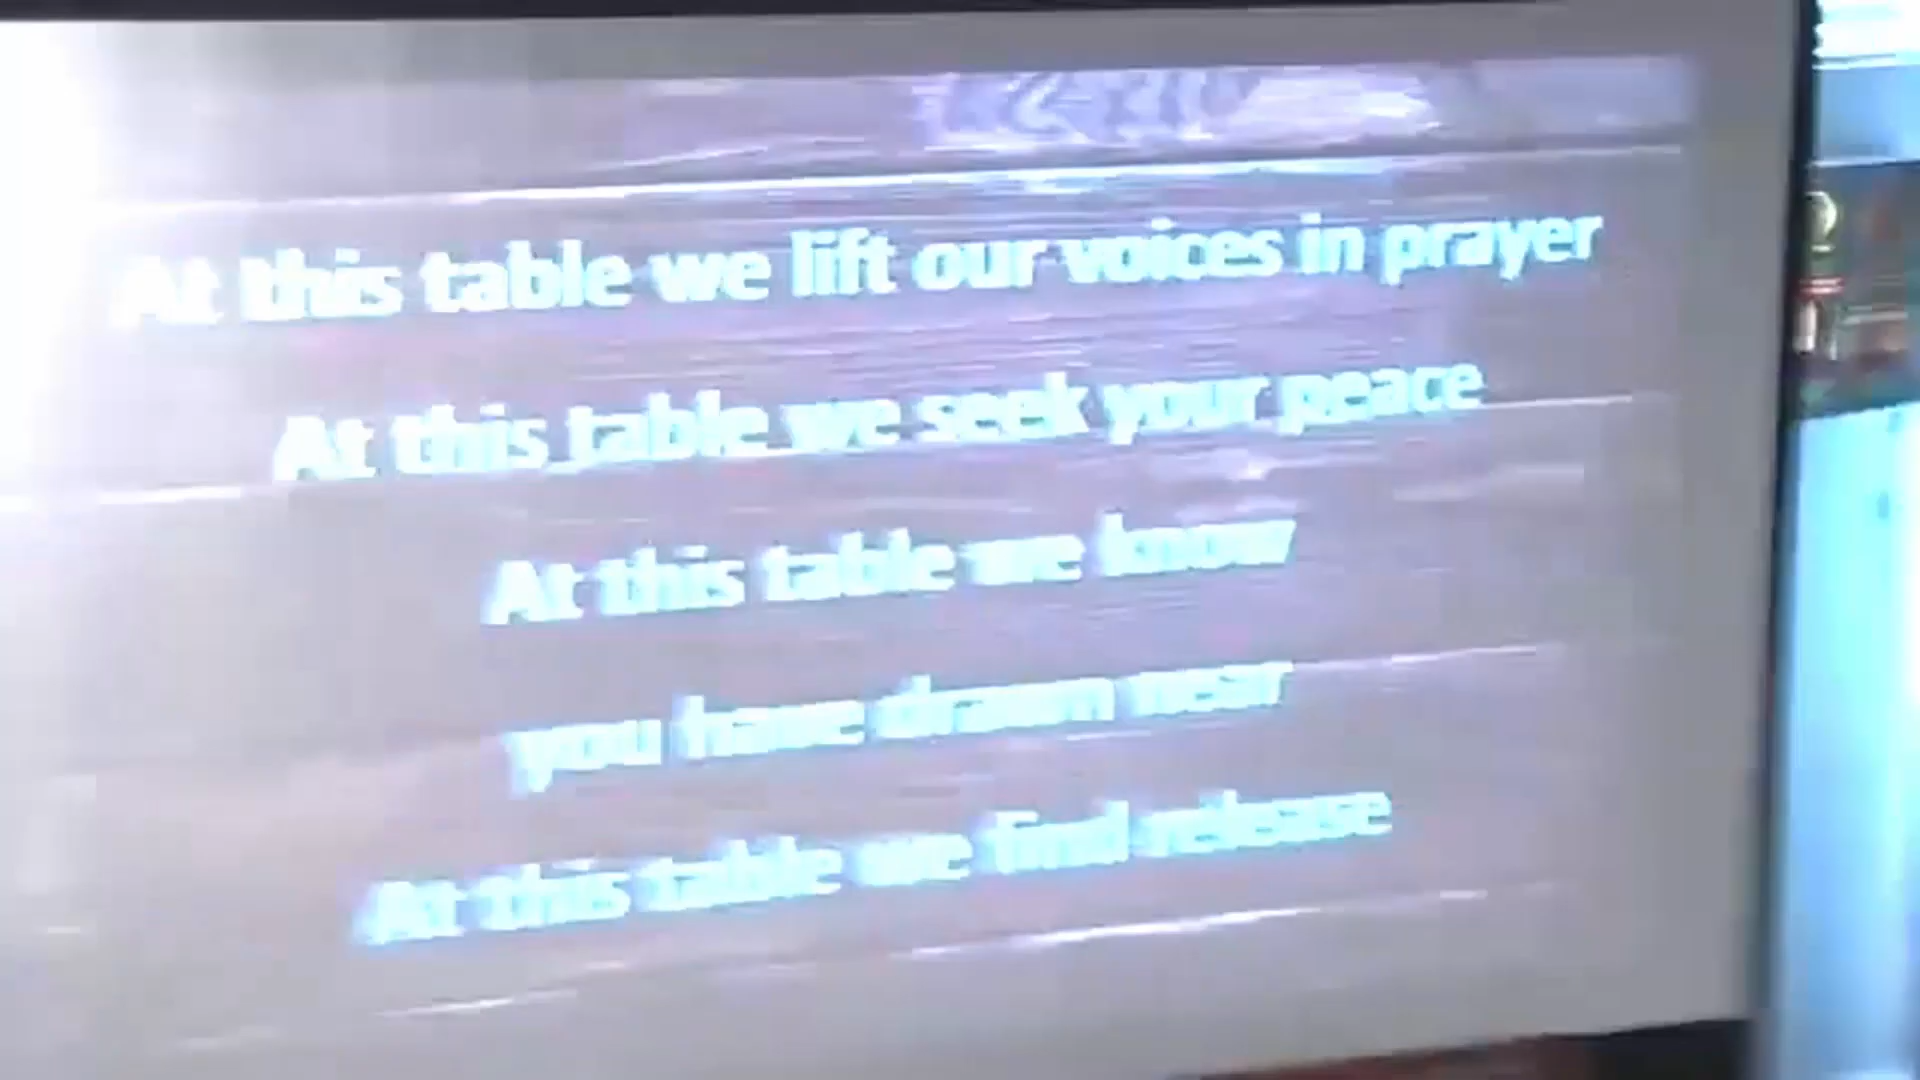 At this table we lift our voices in prayer
At this table we seek your peace
At this table we know
you have drawn near
At this table we find release